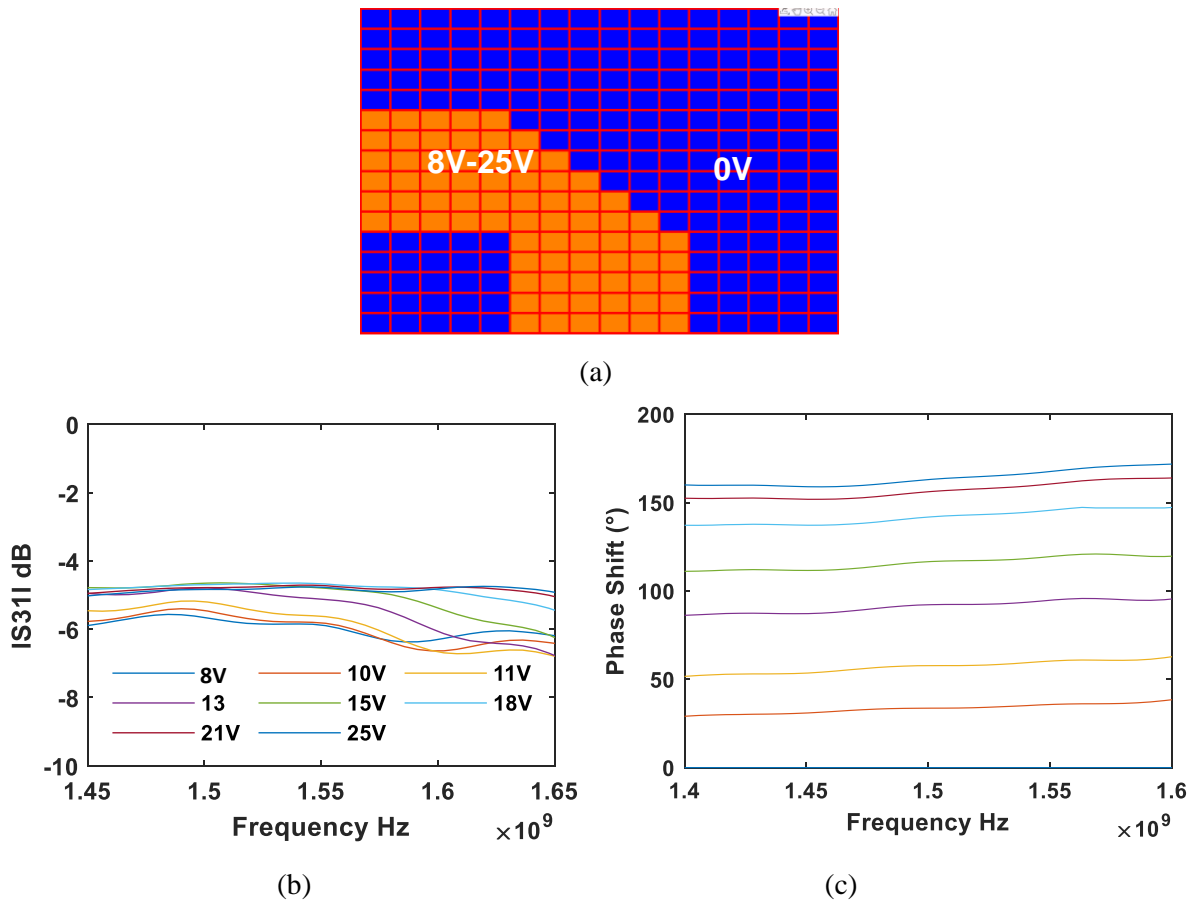 8V-25V
0V
(a)
0
-2
-4
-6
-8
-10
IS31I dB
8V
10V
11V
13
15V
18V
21V
25V
1.45
1.5
1.55
1.6
1.65
Frequency Hz
×10⁹
(b)
200
150
100
50
0
Phase Shift (°)
1.4
1.45
1.5
1.55
1.6
Frequency Hz
×10⁹
(c)